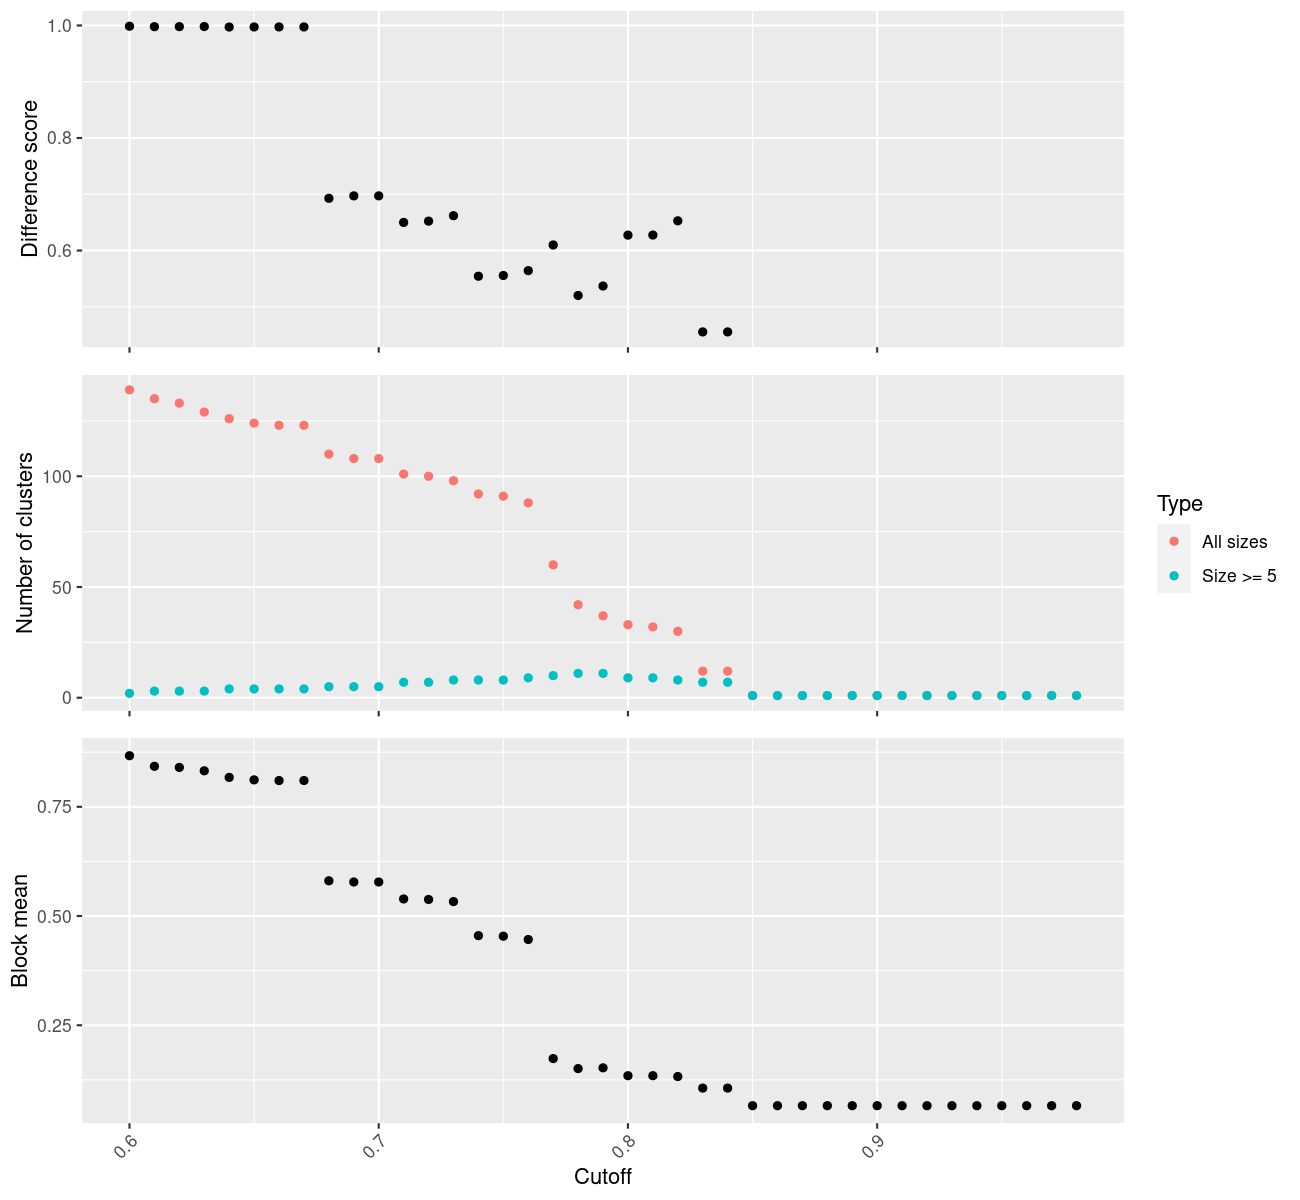 Difference score
1.0
0.8
0.6
Number of clusters
100
50
0
Type
All sizes
Size >= 5
Block mean
0.75
0.50
0.25
0.6 0.7 0.8 0.9
Cutoff